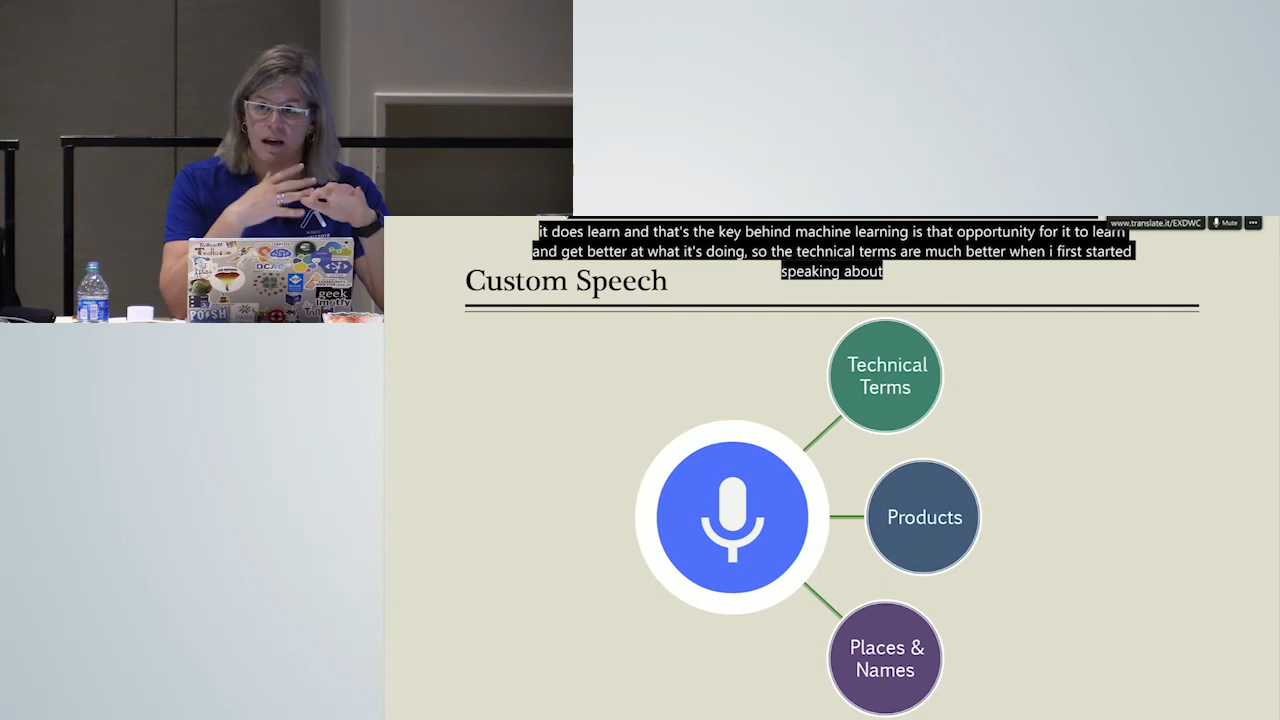 www.translate.it/EXDWC
Mute
it does learn and that's the key behind machine learning is that opportunity for it to learn
and get better at what it's doing, so the technical terms are much better when i first started
speaking about
Custom Speech
Technical
Terms
Products
Places &
Names
DCAC
geek
lmotfy